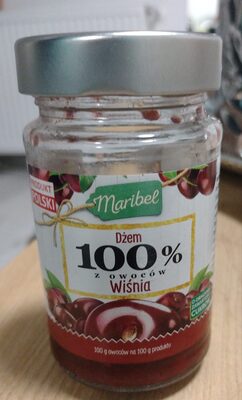 PRODUKT
POLSKI
Maribel
Dżem
100%
z owoców
Wiśnia
100 g owoców na 100 g produktu